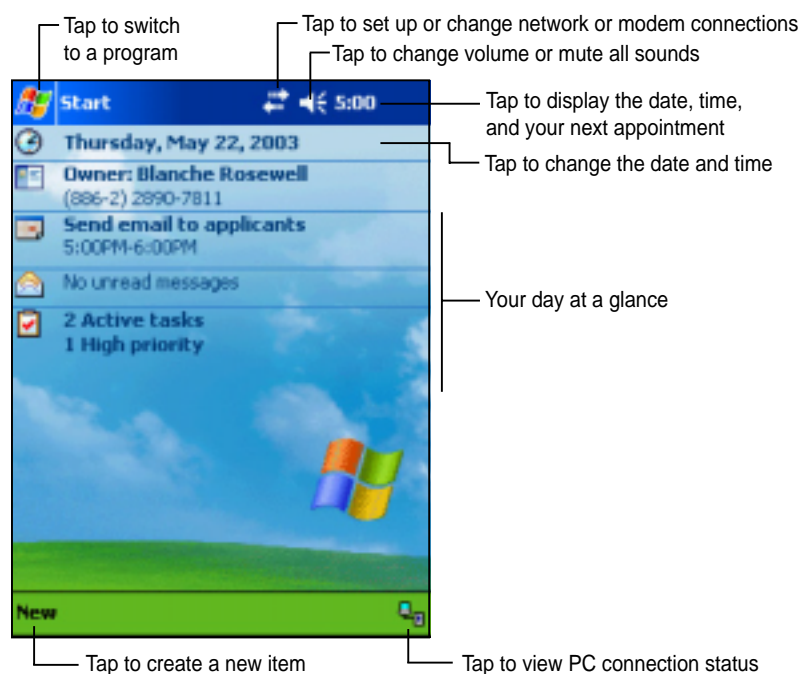 Tap to switch
to a program
Tap to set up or change network or modem connections
Tap to change volume or mute all sounds
Start
5:00
Tap to display the date, time,
and your next appointment
Thursday, May 22, 2003
Tap to change the date and time
Owner: Blanche Rosewell
(886-2) 2890-7811
Send email to applicants
5:00PM-6:00PM
No unread messages
Your day at a glance
2 Active tasks
1 High priority
New
Tap to create a new item
Tap to view PC connection status